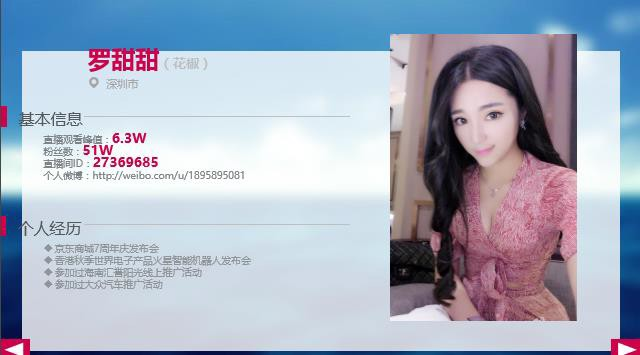 罗甜甜（花椒）
深圳市
基本信息
直播观看峰值：6.3W
粉丝数：51W
直播间ID：27369685
个人微博：http://weibo.com/u/1895895081
个人经历
◆京东商城7周年庆发布会
◆香港秋季世界电子产品火星智能机器人发布会
◆参加过海南汇普阳光线上推广活动
◆参加过大众汽车推广活动